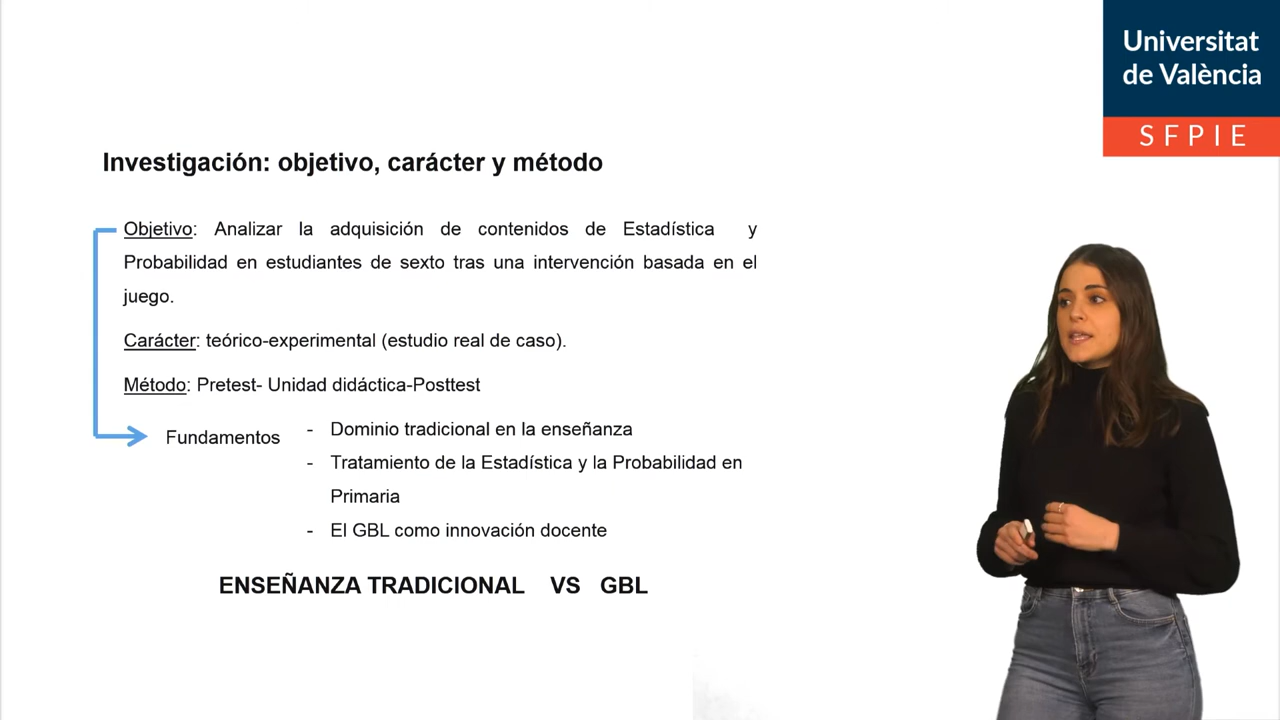 Universitat
de València
SFPIE
Investigación: objetivo, carácter y método
Objetivo: Analizar la adquisición de contenidos de Estadística y
Probabilidad en estudiantes de sexto tras una intervención basada en el
juego.
Carácter: teórico-experimental (estudio real de caso).
Método: Pretest- Unidad didáctica-Posttest
Fundamentos
- Dominio tradicional en la enseñanza
- Tratamiento de la Estadística y la Probabilidad en
Primaria
- El GBL como innovación docente
ENSEÑANZA TRADICIONAL VS GBL